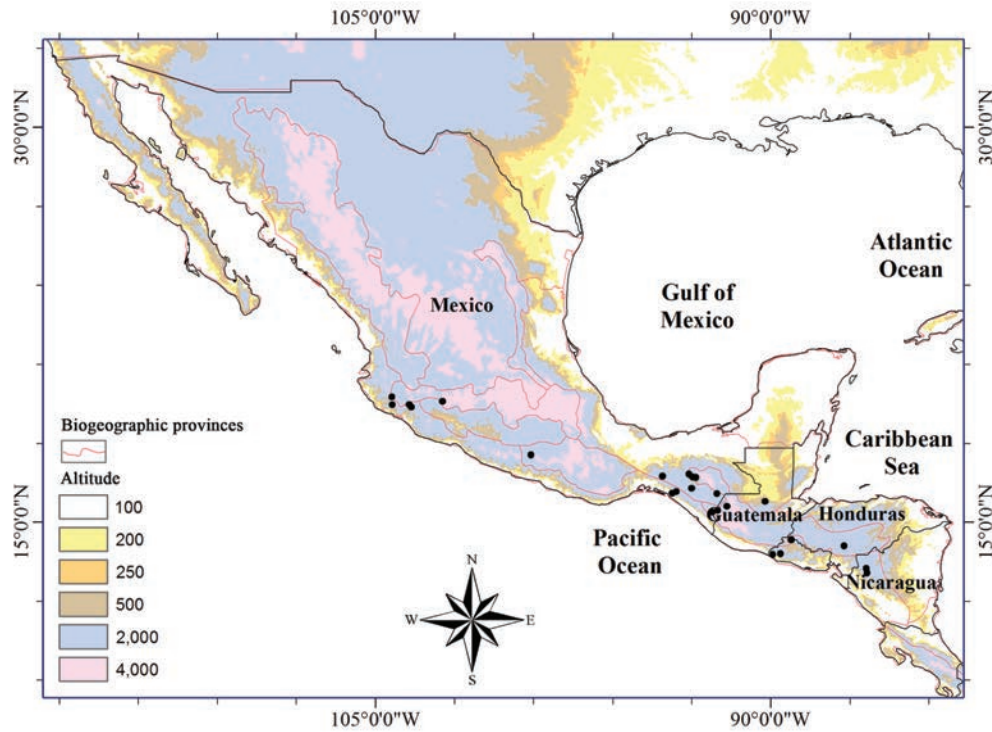 105°0'0"W
90°0'0"W
30°0'0"N
30°0'0"N
Atlantic
Ocean
Gulf of
Mexico
Mexico
Biogeographic provinces
Caribbean
Sea
Altitude
100
200
250
500
2,000
4,000
15°0'0"N
15°0'0"N
Guatemala
Honduras
Pacific
Ocean
Nicaragua
N
W
E
S
105°0'0"W
90°0'0"W